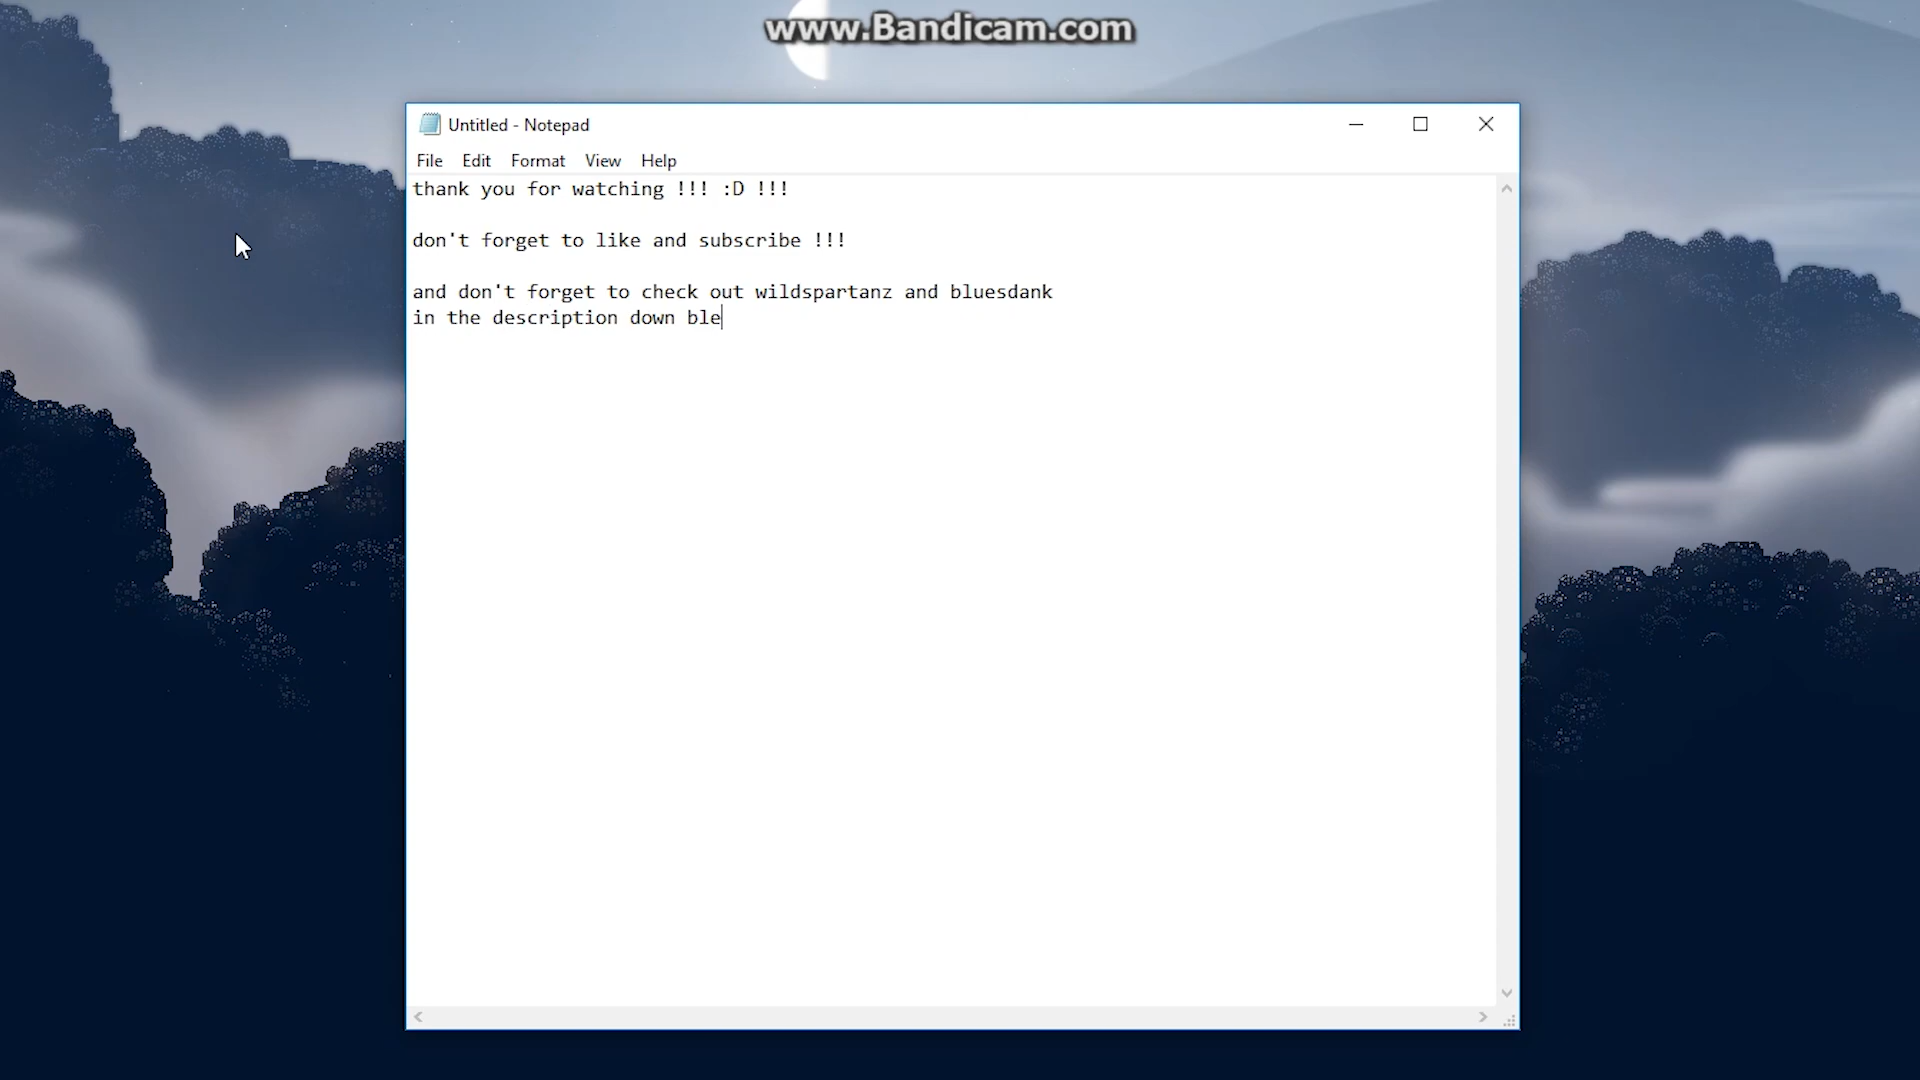 www.Bandicam.com
Untitled - Notepad
File Edit Format View Help
thank you for watching !!! :D !!!
don't forget to like and subscribe !!!
and don't forget to check out wildspartanz and bluesdank
in the description down ble